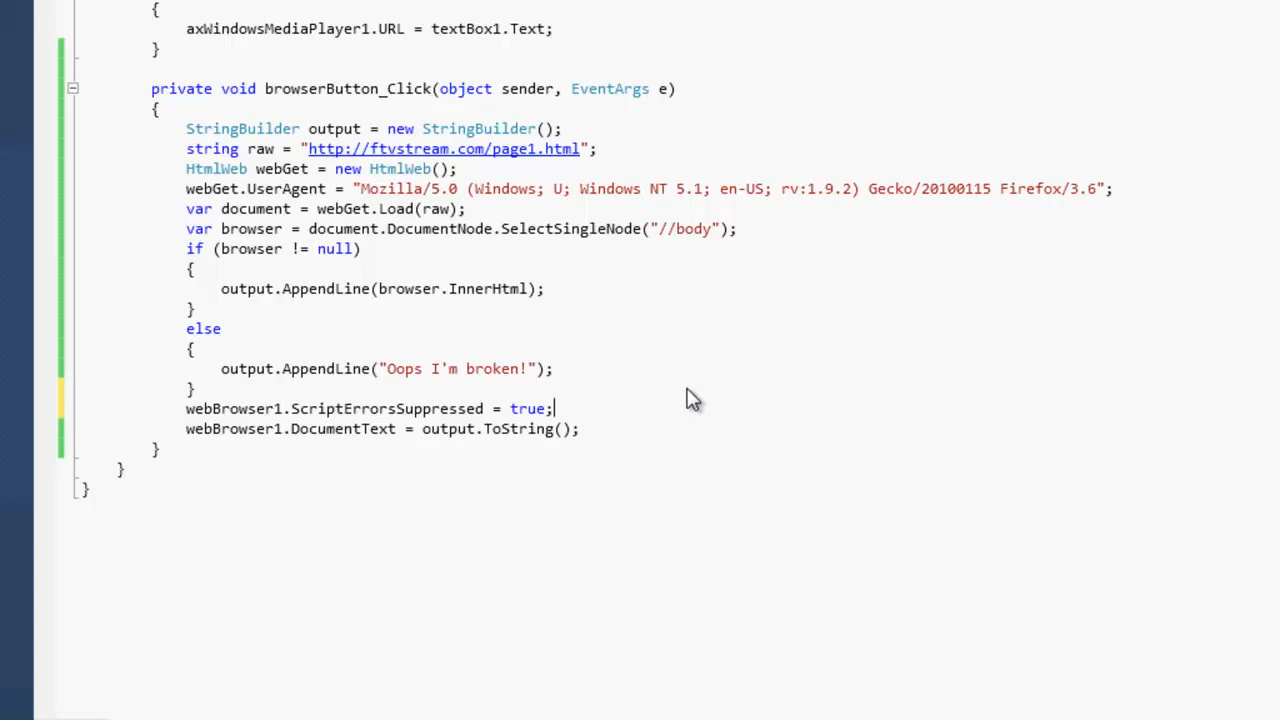 {
axWindowsMediaPlayer1.URL = textBox1.Text;
}
private void browserButton_Click(object sender, EventArgs e)
{
StringBuilder output = new StringBuilder();
string raw = "http://ftvstream.com/page1.html";
HtmlWeb webGet = new HtmlWeb();
webGet.UserAgent = "Mozilla/5.0 (Windows; U; Windows NT 5.1; en-US; rv:1.9.2) Gecko/20100115 Firefox/3.6";
var document = webGet.Load(raw);
var browser = document.DocumentNode.SelectSingleNode("//body");
if (browser != null)
{
output.AppendLine(browser.InnerHtml);
}
else
{
output.AppendLine("Oops I'm broken!");
}
webBrowser1.ScriptErrorsSuppressed = true;
webBrowser1.DocumentText = output.ToString();
}
}
}